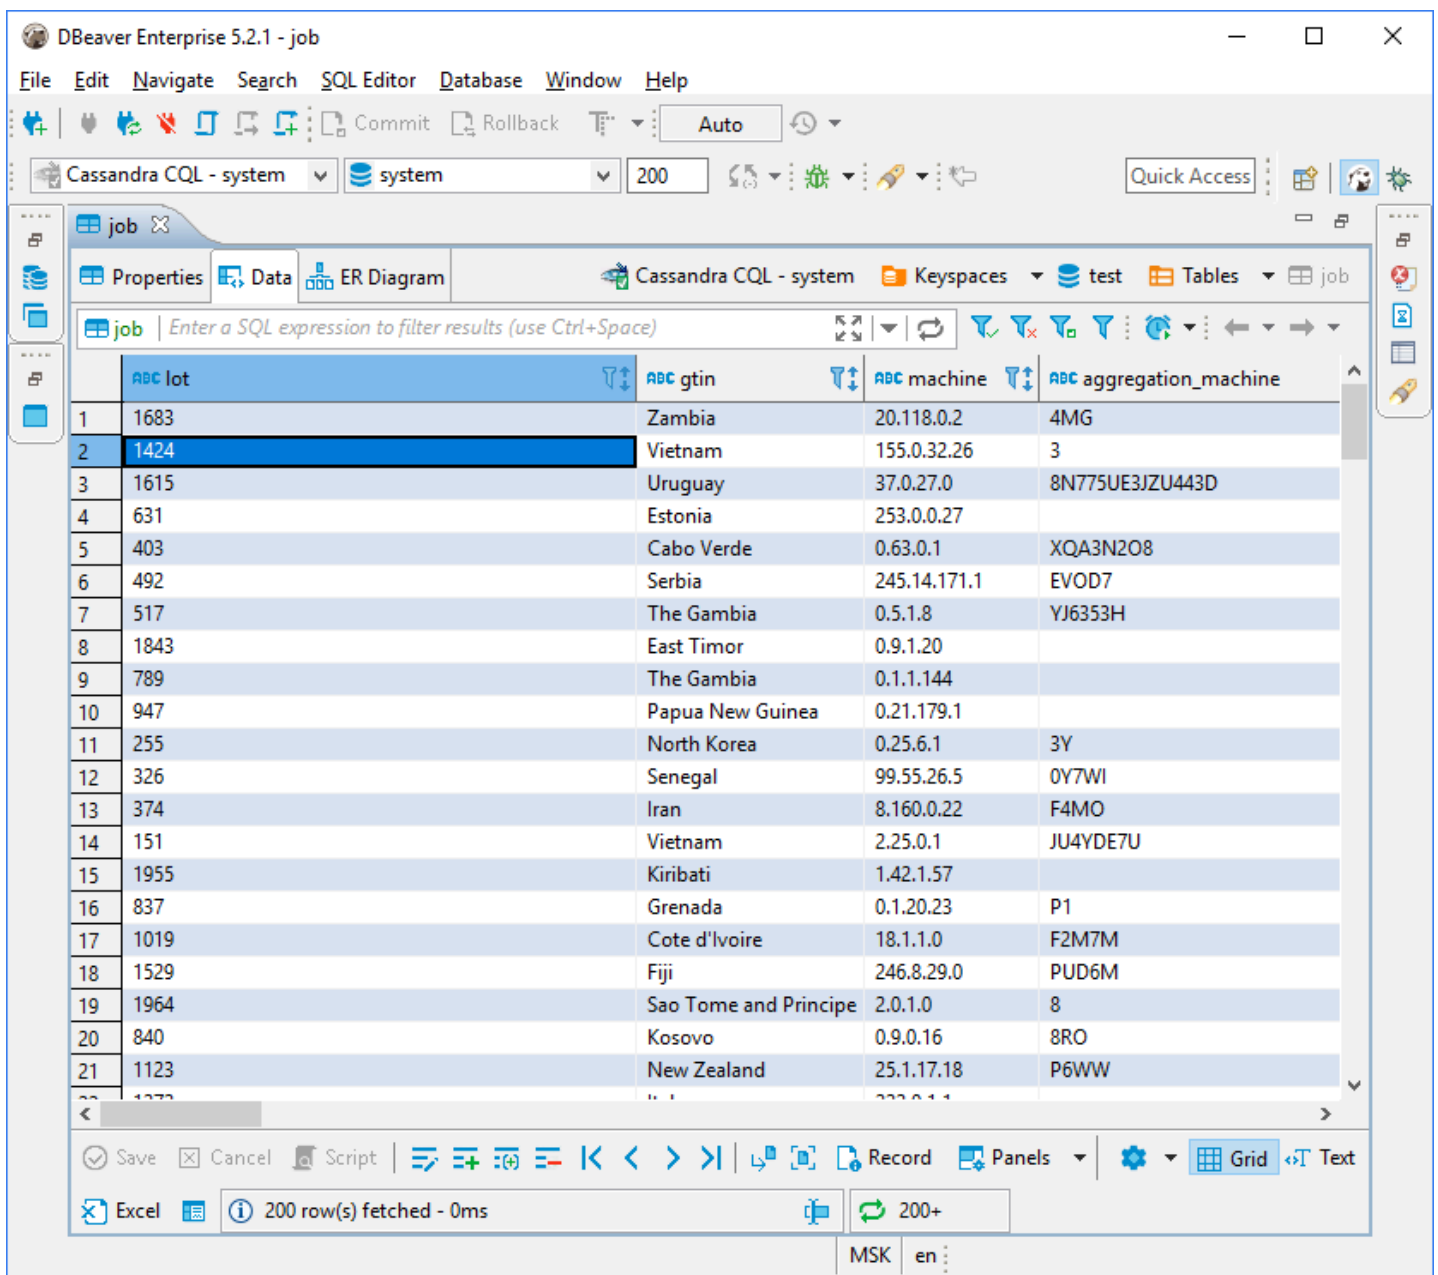 DBeaver Enterprise 5.2.1 - job
File Edit Navigate Search SQL Editor Database Window Help
Commit Rollback Auto
Cassandra CQL - system system 200 Quick Access
job
Properties Data ER Diagram Cassandra CQL - system Keyspaces test Tables job
job Enter a SQL expression to filter results (use Ctrl+Space)
ABC lot ABC gtin ABC machine ABC aggregation_machine
1 1683 Zambia 20.118.0.2 4MG
2 1424 Vietnam 155.0.32.26 3
3 1615 Uruguay 37.0.27.0 8N775UE3JZU443D
4 631 Estonia 253.0.0.27
5 403 Cabo Verde 0.63.0.1 XQA3N2O8
6 492 Serbia 245.14.171.1 EVOD7
7 517 The Gambia 0.5.1.8 YJ6353H
8 1843 East Timor 0.9.1.20
9 789 The Gambia 0.1.1.144
10 947 Papua New Guinea 0.21.179.1
11 255 North Korea 0.25.6.1 3Y
12 326 Senegal 99.55.26.5 0Y7WI
13 374 Iran 8.160.0.22 F4MO
14 151 Vietnam 2.25.0.1 JU4YDE7U
15 1955 Kiribati 1.42.1.57
16 837 Grenada 0.1.20.23 P1
17 1019 Cote d'Ivoire 18.1.1.0 F2M7M
18 1529 Fiji 246.8.29.0 PUD6M
19 1964 Sao Tome and Principe 2.0.1.0 8
20 840 Kosovo 0.9.0.16 8RO
21 1123 New Zealand 25.1.17.18 P6WW
Save Cancel Script Record Panels Grid Text
Excel 200 row(s) fetched - 0ms 200+
MSK en